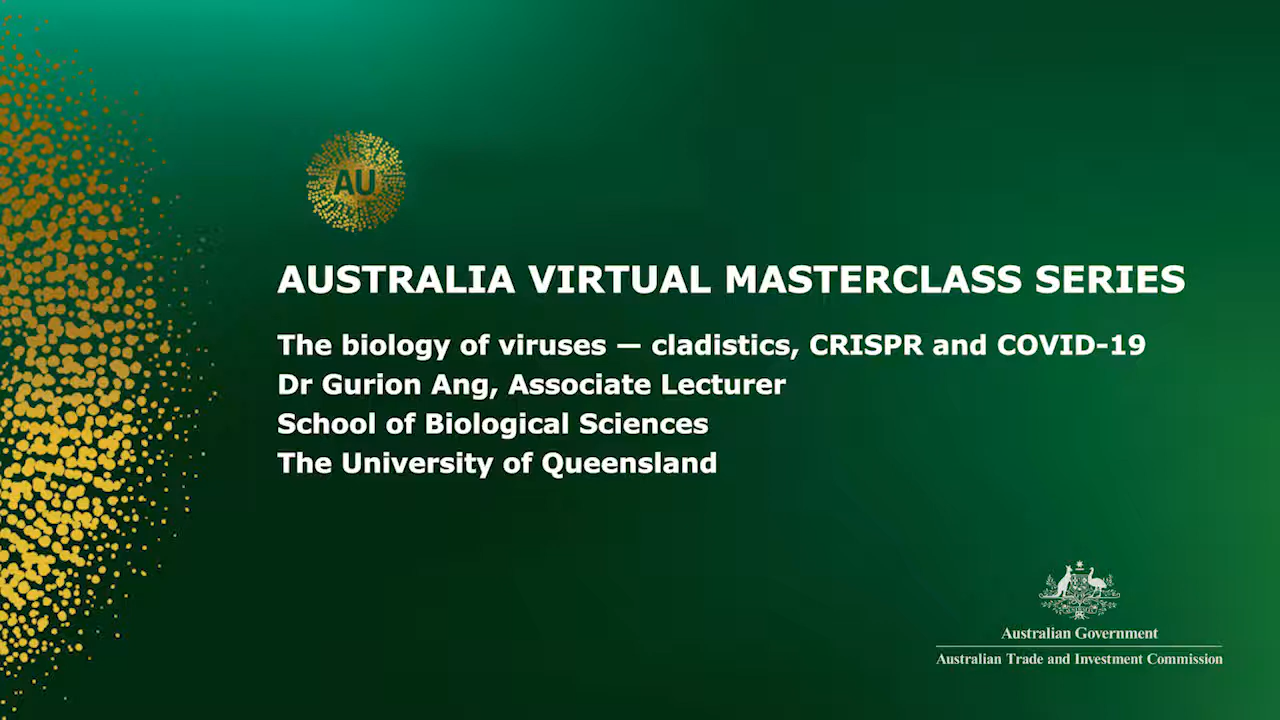 AU
AUSTRALIA VIRTUAL MASTERCLASS SERIES
The biology of viruses — cladistics, CRISPR and COVID-19
Dr Gurion Ang, Associate Lecturer
School of Biological Sciences
The University of Queensland
Australian Government
Australian Trade and Investment Commission